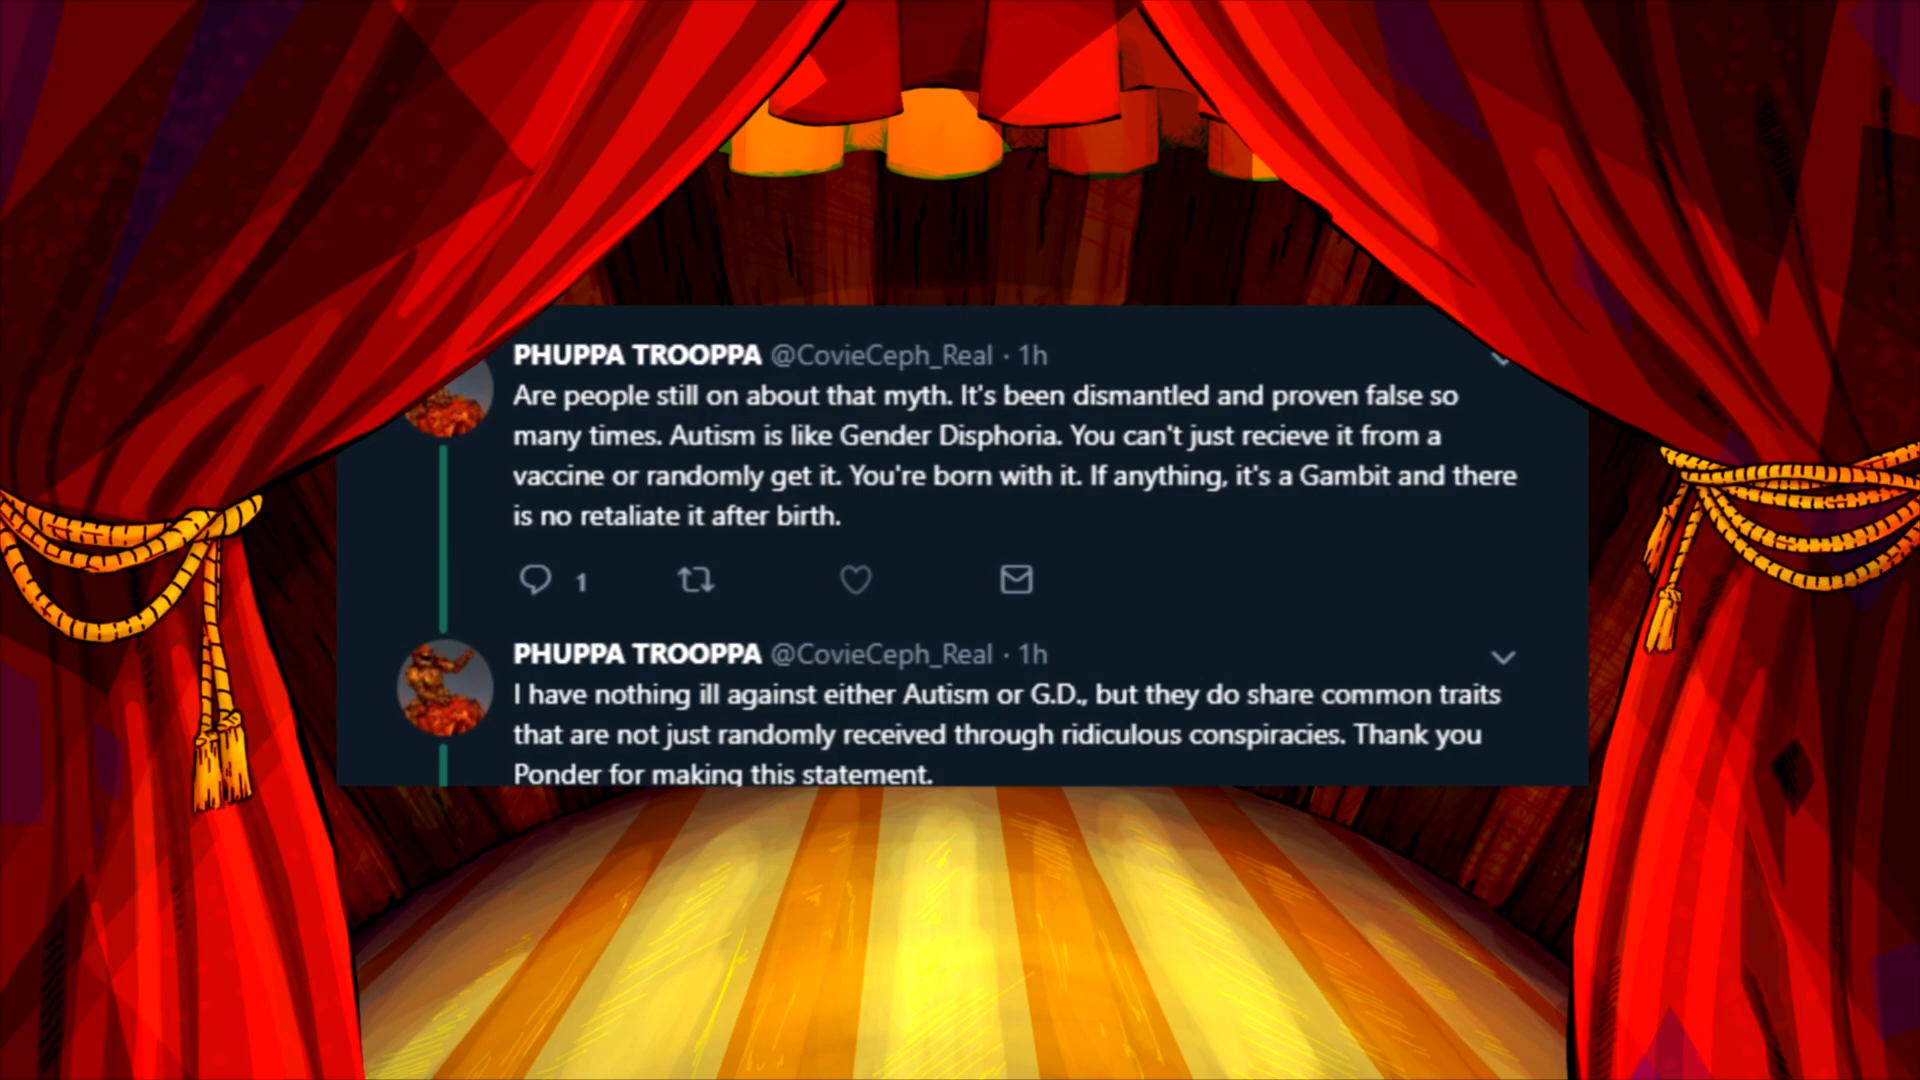 PHUPPA TROOPPA @CovieCeph_Real · 1h
Are people still on about that myth. It's been dismantled and proven false so
many times. Autism is like Gender Disphoria. You can't just recieve it from a
vaccine or randomly get it. You're born with it. If anything, it's a Gambit and there
is no retaliate it after birth.
1
PHUPPA TROOPPA @CovieCeph_Real · 1h
I have nothing ill against either Autism or G.D., but they do share common traits
that are not just randomly received through ridiculous conspiracies. Thank you
Ponder for making this statement.